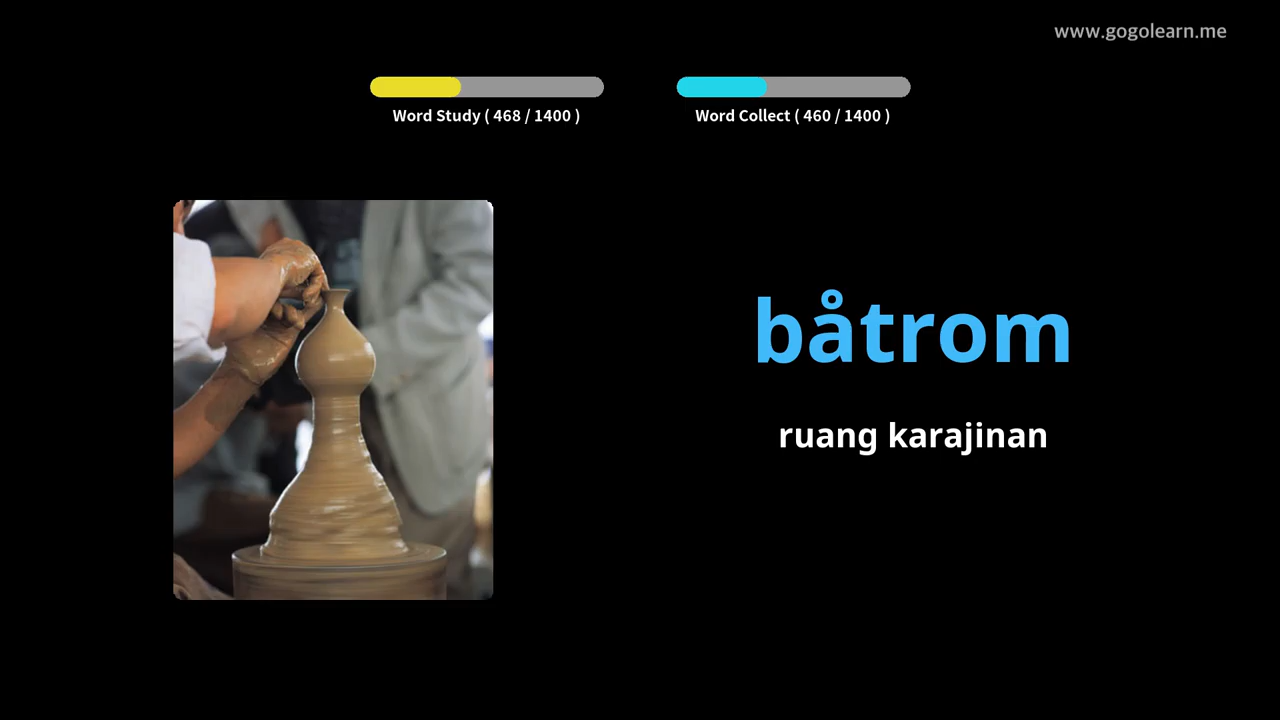 www.gogolearn.me
Word Study ( 468 / 1400 )
Word Collect ( 460 / 1400 )
båtrom
ruang karajinan